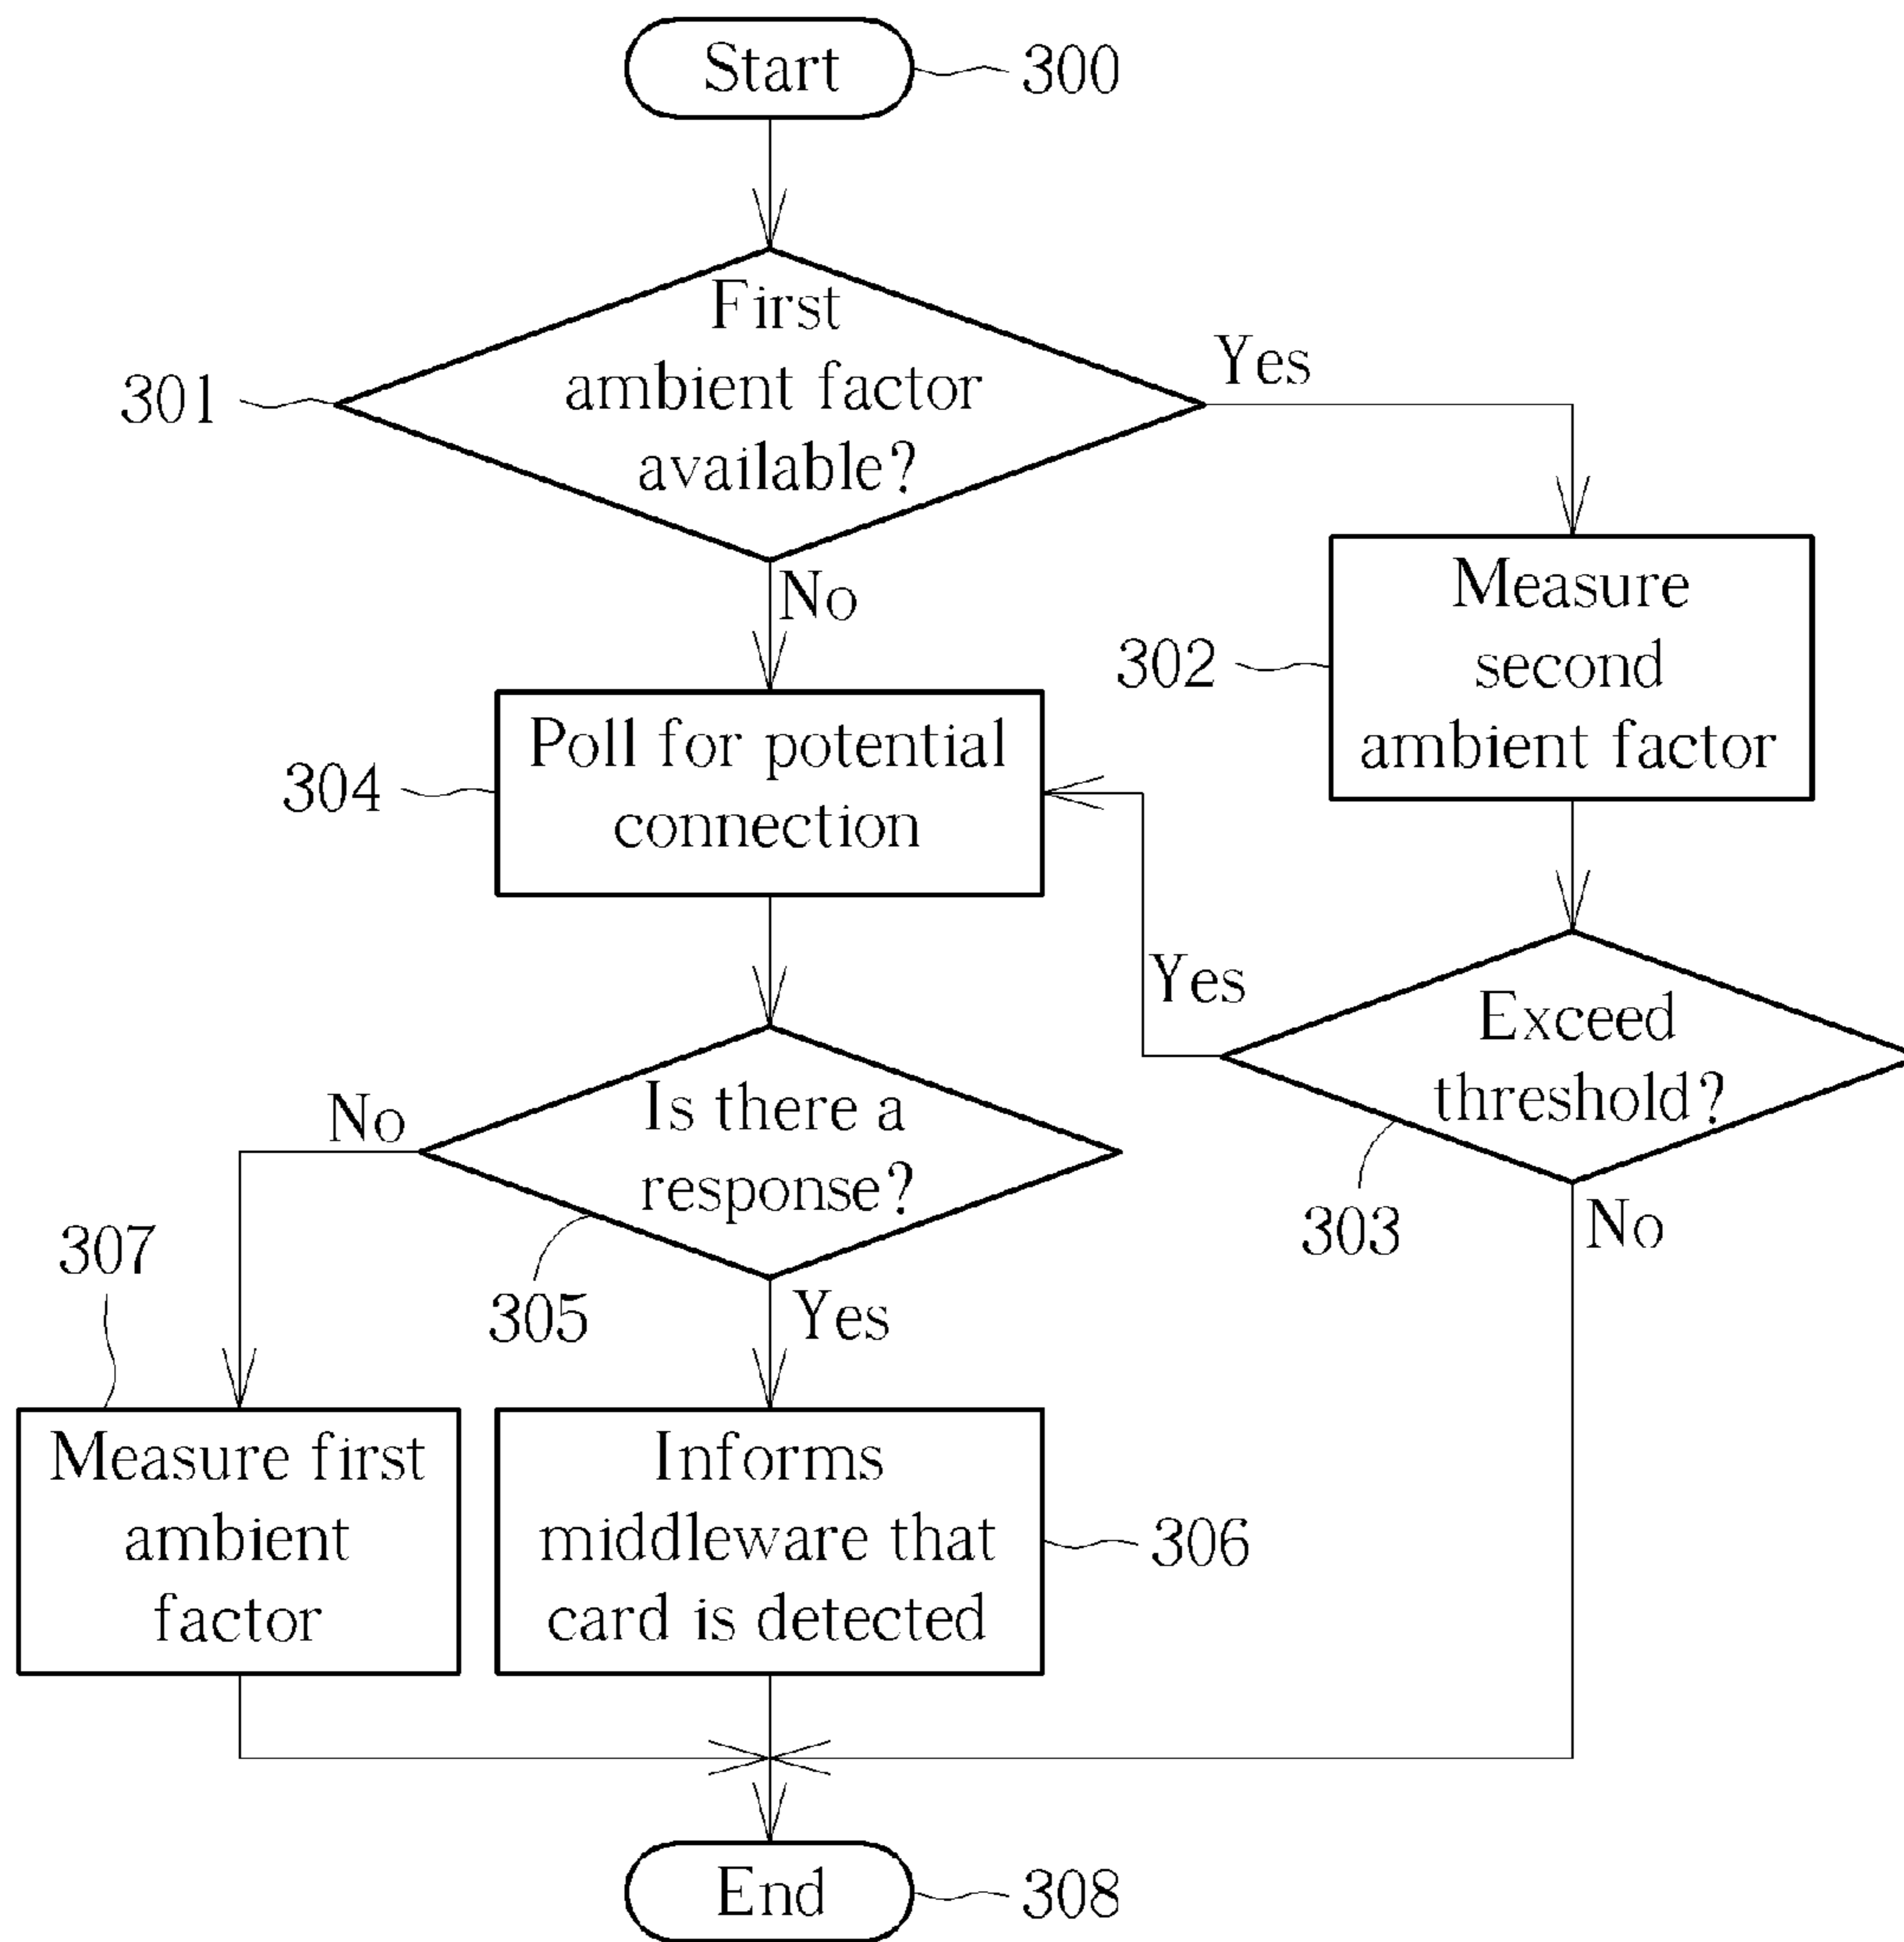 Start
300
First
ambient factor
available?
301
Yes
No
Measure
second
ambient factor
302
Poll for potential
connection
304
Yes
Exceed
threshold?
303
No
Is there a
response?
305
No
Yes
307
Measure first
ambient
factor
Informs
middleware that
card is detected
306
End
308